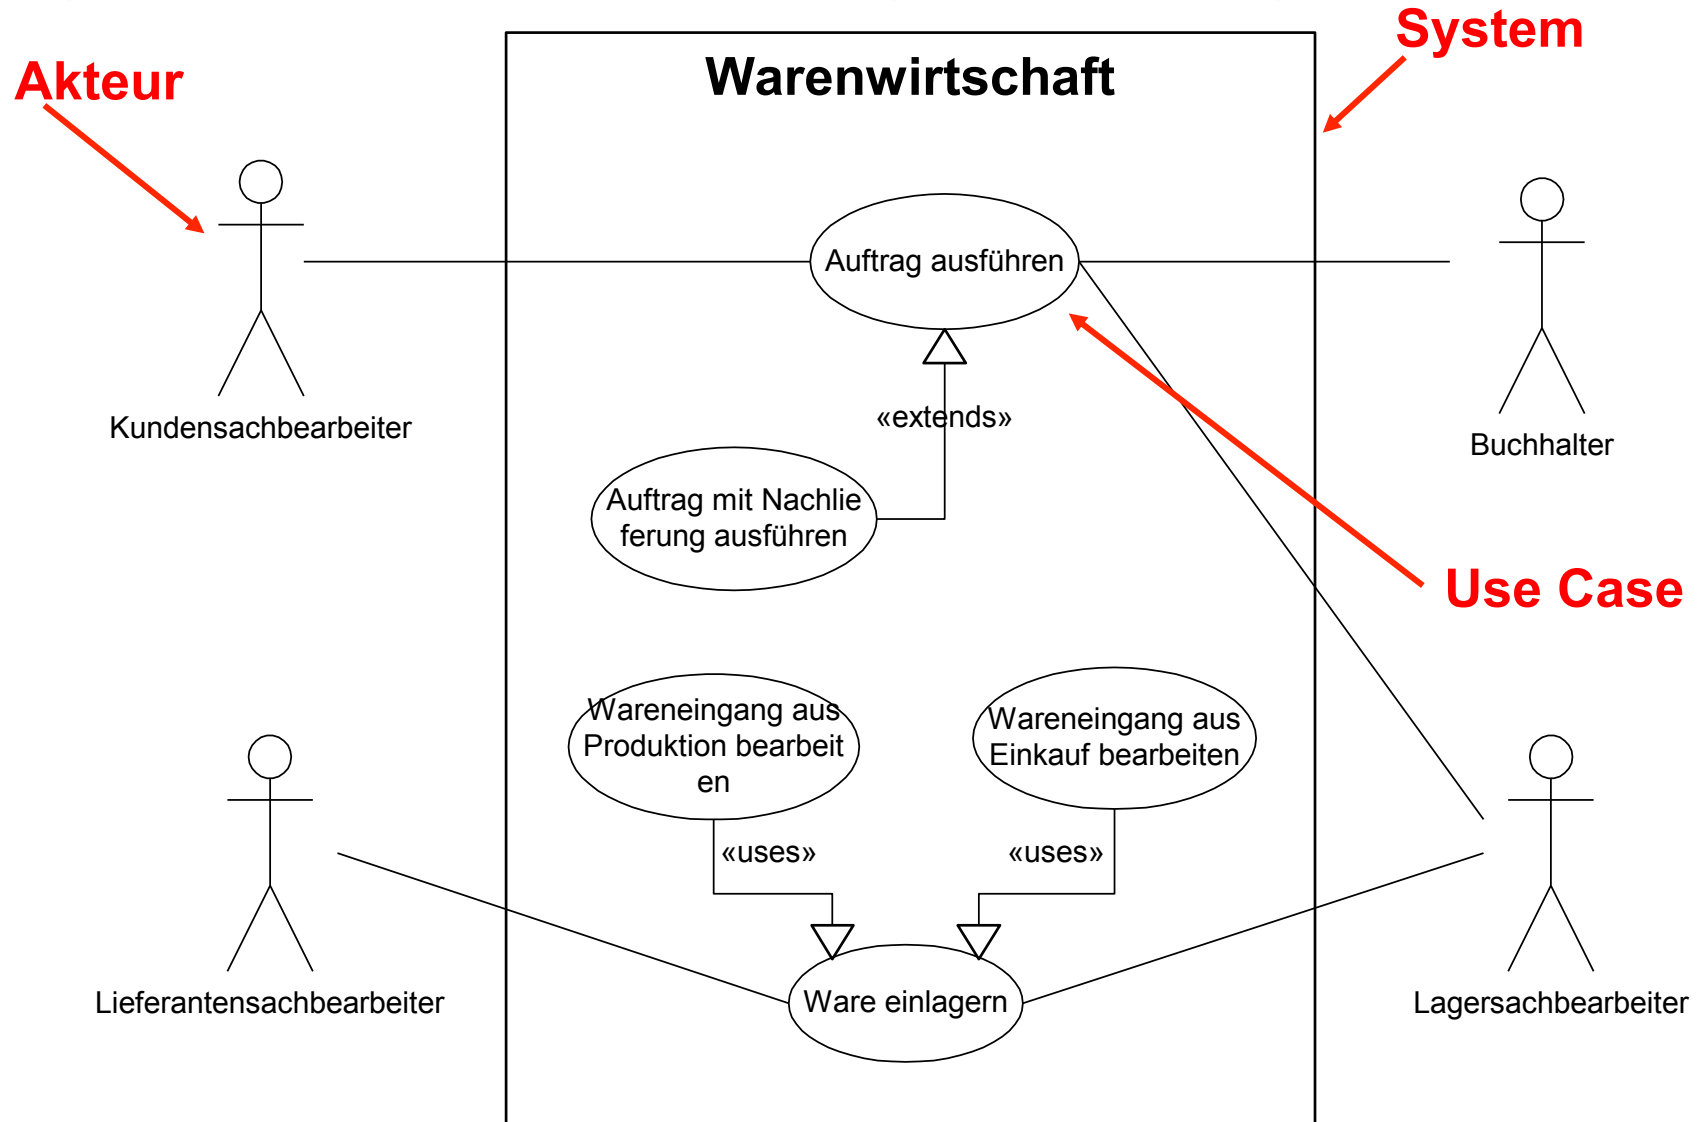 System
Akteur
Warenwirtschaft
Auftrag ausführen
Kundensachbearbeiter
«extends»
Buchhalter
Auftrag mit Nachlie
ferung ausführen
Use Case
Wareneingang aus
Produktion bearbeit
en
Wareneingang aus
Einkauf bearbeiten
«uses»
«uses»
Lieferantensachbearbeiter
Ware einlagern
Lagersachbearbeiter